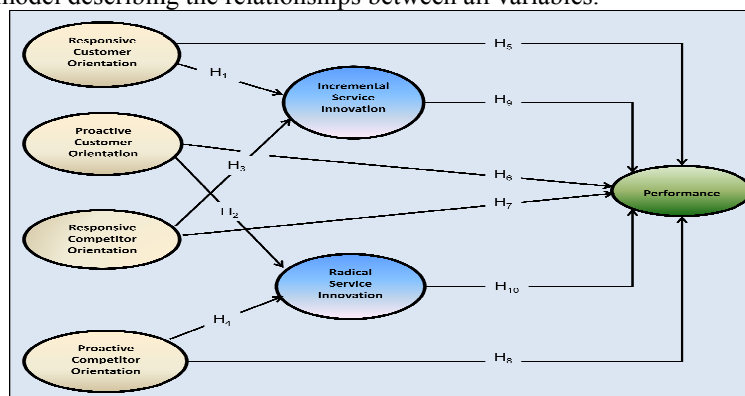 model describing the relationships between all variables.
Responsive
Customer
Orientation
H5
H1
Incremental
Service
Innovation
H9
Proactive
Customer
Orientation
H3
H6
Performance
H7
H2
Responsive
Competitor
Orientation
Radical
Service
Innovation
H10
H4
Proactive
Competitor
Orientation
H8